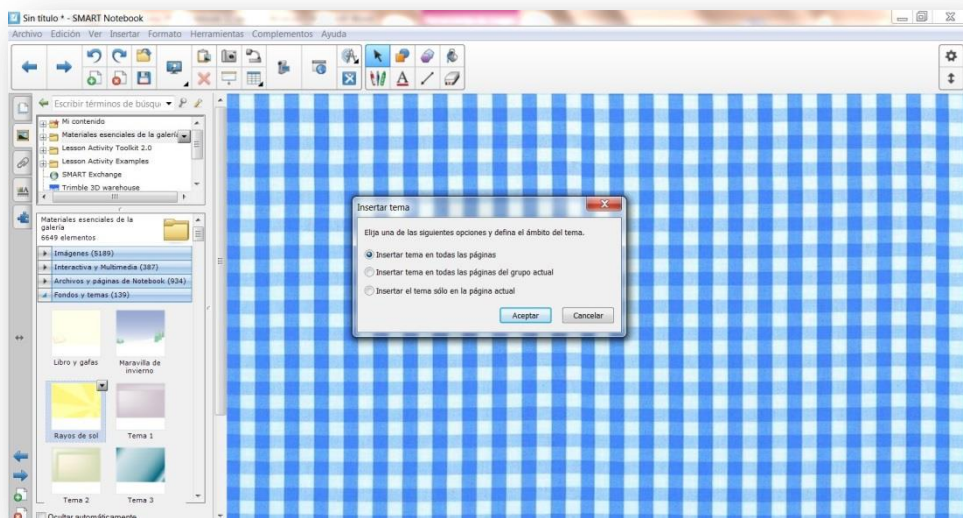 Sin título * - SMART Notebook
Archivo Edición Ver Insertar Formato Herramientas Complementos Ayuda
Escribir términos de búsqu
Mi contenido
Materiales esenciales de la galería
Lesson Activity Toolkit 2.0
Lesson Activity Examples
SMART Exchange
Trimble 3D warehouse
Materiales esenciales de la
galería
6649 elementos
Imágenes (5189)
Interactiva y Multimedia (387)
Archivos y páginas de Notebook (934)
Fondos y temas (139)
Libro y gafas
Maravilla de
invierno
Rayos de sol
Tema 1
Tema 2
Tema 3
Ocultar automáticamente
Insertar tema
Elija una de las siguientes opciones y defina el ámbito del tema.
Insertar tema en todas las páginas
Insertar tema en todas las páginas del grupo actual
Insertar el tema sólo en la página actual
Aceptar
Cancelar